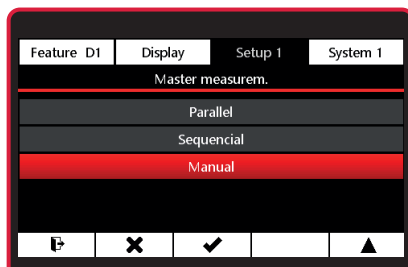 Feature D1 Display Setup 1 System 1
Master measurem.
Parallel
Sequencial
Manual